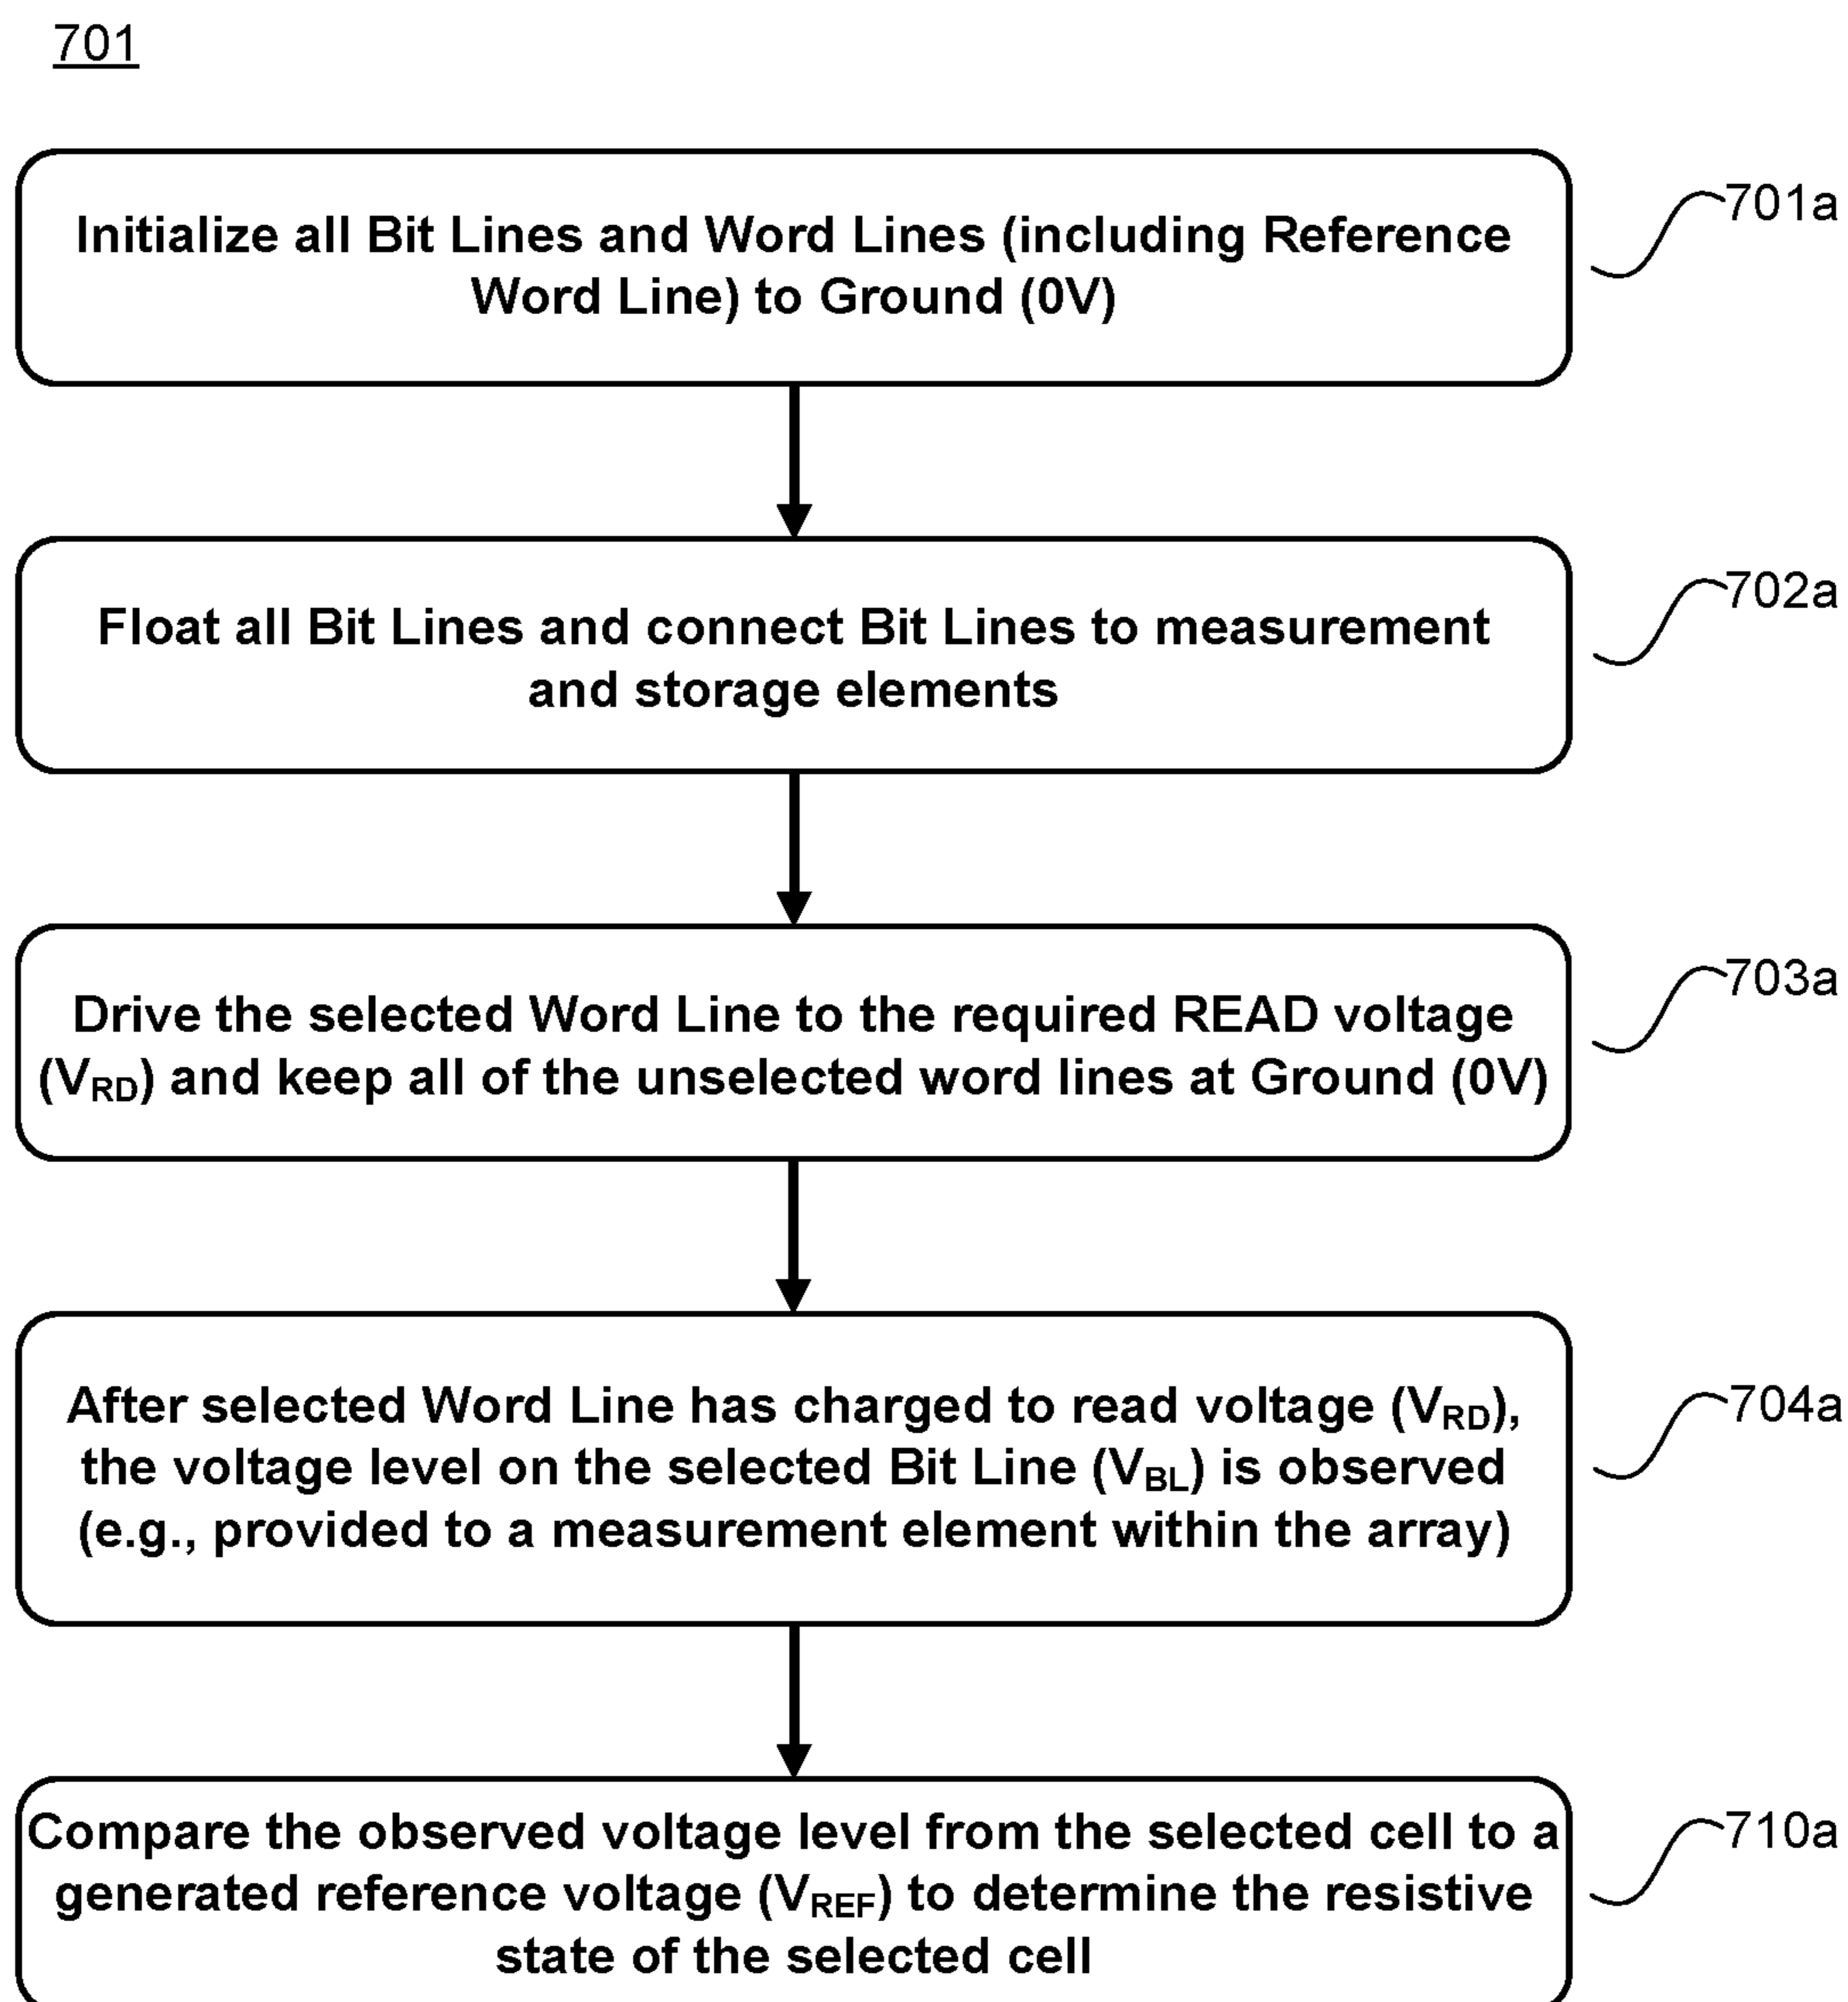 701
Initialize all Bit Lines and Word Lines (including Reference
Word Line) to Ground (0V)
701a
Float all Bit Lines and connect Bit Lines to measurement
and storage elements
702a
Drive the selected Word Line to the required READ voltage
(VRD) and keep all of the unselected word lines at Ground (0V)
703a
After selected Word Line has charged to read voltage (VRD),
the voltage level on the selected Bit Line (VBL) is observed
(e.g., provided to a measurement element within the array)
704a
Compare the observed voltage level from the selected cell to a
generated reference voltage (VREF) to determine the resistive
state of the selected cell
710a